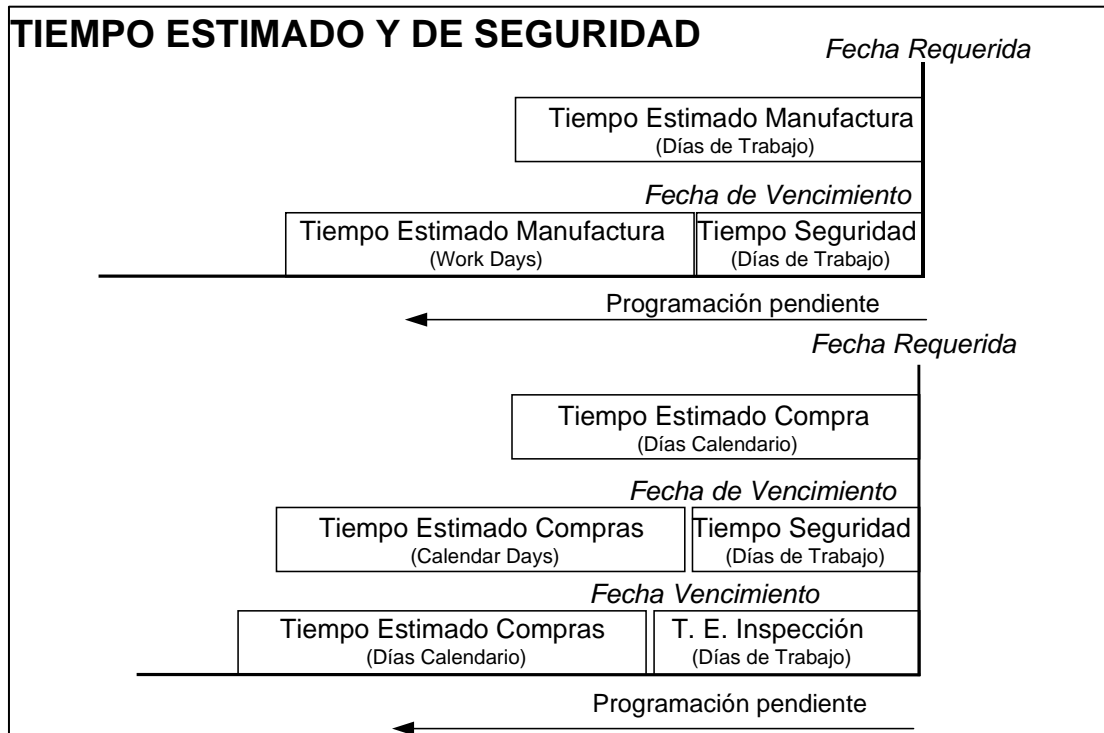 TIEMPO ESTIMADO Y DE SEGURIDAD
Fecha Requerida
Tiempo Estimado Manufactura
(Días de Trabajo)
Fecha de Vencimiento
Tiempo Estimado Manufactura
(Work Days)
Tiempo Seguridad
(Días de Trabajo)
Programación pendiente
Fecha Requerida
Tiempo Estimado Compra
(Días Calendario)
Fecha de Vencimiento
Tiempo Estimado Compras
(Calendar Days)
Tiempo Seguridad
(Días de Trabajo)
Fecha Vencimiento
Tiempo Estimado Compras
(Días Calendario)
T. E. Inspección
(Días de Trabajo)
Programación pendiente